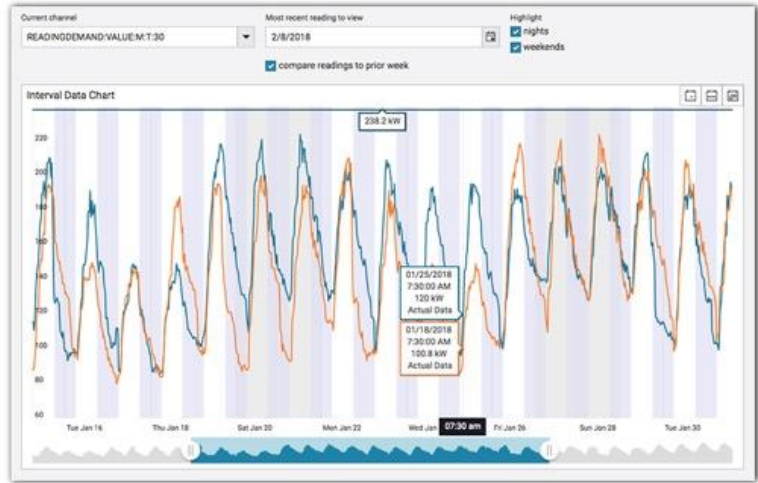 Current channel
Most recent reading to view
Highlight
READINGDEMAND:VALUE:M:T:30
2/8/2018
nights
weekends
compare readings to prior week
Interval Data Chart
238.2 kW
220
200
180
160
140
120
100
80
60
01/25/2018
7:30:00 AM
120 kW
Actual Data
01/18/2018
7:30:00 AM
100.8 kW
Actual Data
Tue Jan 16
Thu Jan 18
Sat Jan 20
Mon Jan 22
Wed Jan
07:30 am
Fri Jan 26
Sun Jan 28
Tue Jan 30